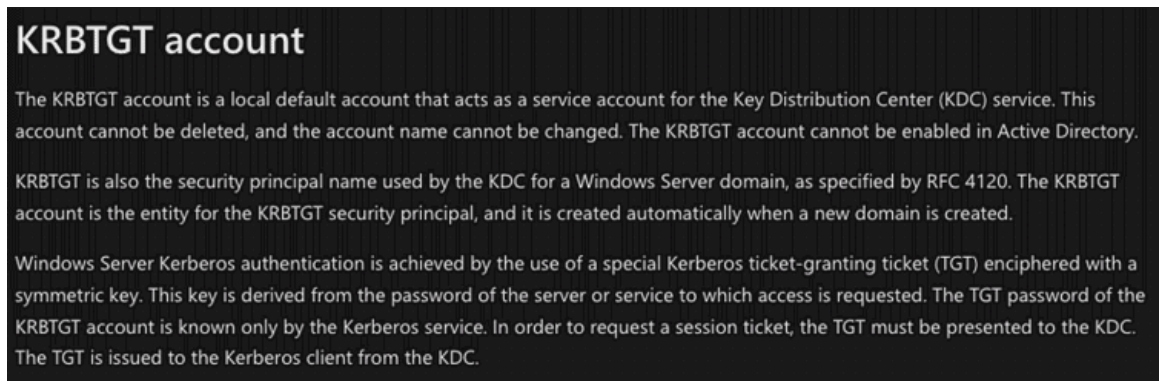 KRBTGT account
The KRBTGT account is a local default account that acts as a service account for the Key Distribution Center (KDC) service. This
account cannot be deleted, and the account name cannot be changed. The KRBTGT account cannot be enabled in Active Directory.
KRBTGT is also the security principal name used by the KDC for a Windows Server domain, as specified by RFC 4120. The KRBTGT
account is the entity for the KRBTGT security principal, and it is created automatically when a new domain is created.
Windows Server Kerberos authentication is achieved by the use of a special Kerberos ticket-granting ticket (TGT) enciphered with a
symmetric key. This key is derived from the password of the server or service to which access is requested. The TGT password of the
KRBTGT account is known only by the Kerberos service. In order to request a session ticket, the TGT must be presented to the KDC.
The TGT is issued to the Kerberos client from the KDC.